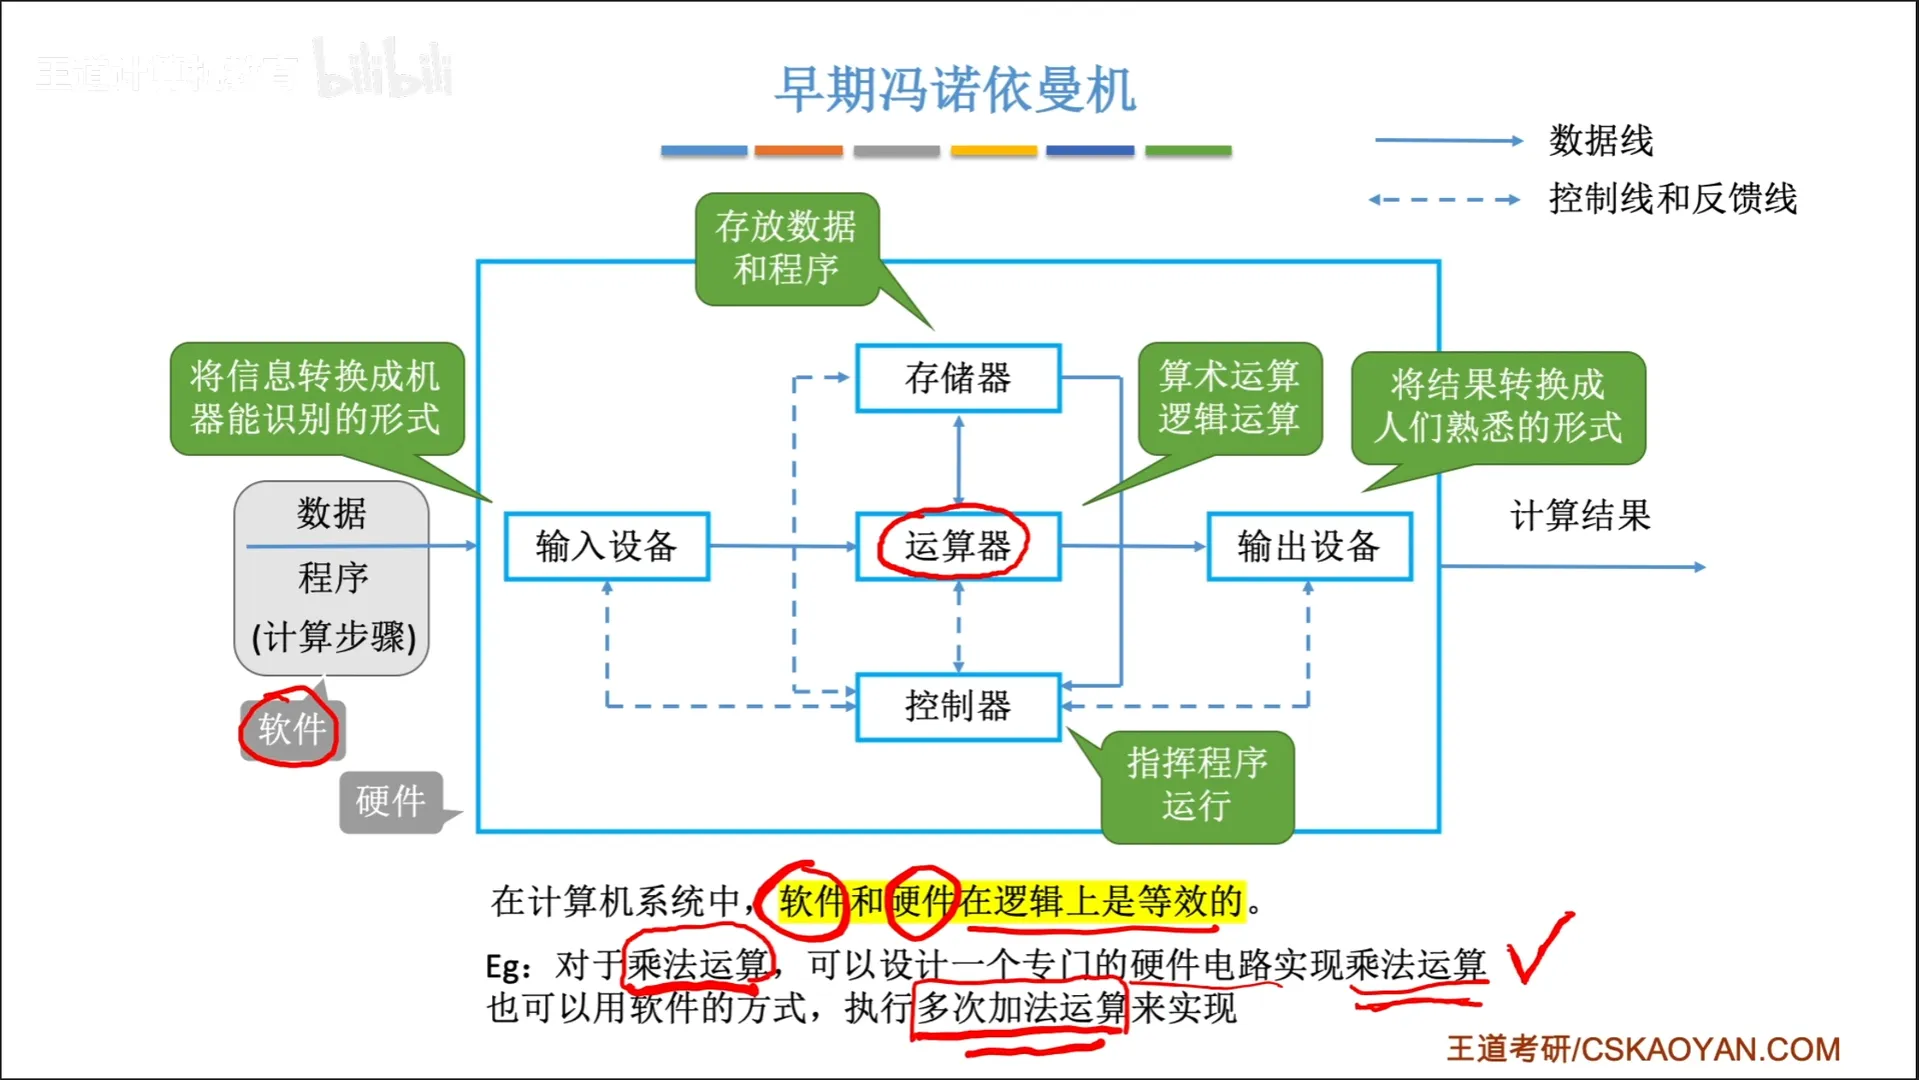 王道计算机教育 bilibili
早期冯诺依曼机
数据线
控制线和反馈线
存放数据
和程序
将信息转换成机
器能识别的形式
存储器
算术运算
逻辑运算
将结果转换成
人们熟悉的形式
数据
程序
(计算步骤)
输入设备
运算器
输出设备
计算结果
软件
硬件
控制器
指挥程序
运行
在计算机系统中，软件和硬件在逻辑上是等效的。
Eg：对于乘法运算，可以设计一个专门的硬件电路实现乘法运算
也可以用软件的方式，执行多次加法运算来实现
王道考研/CSKAOYAN.COM